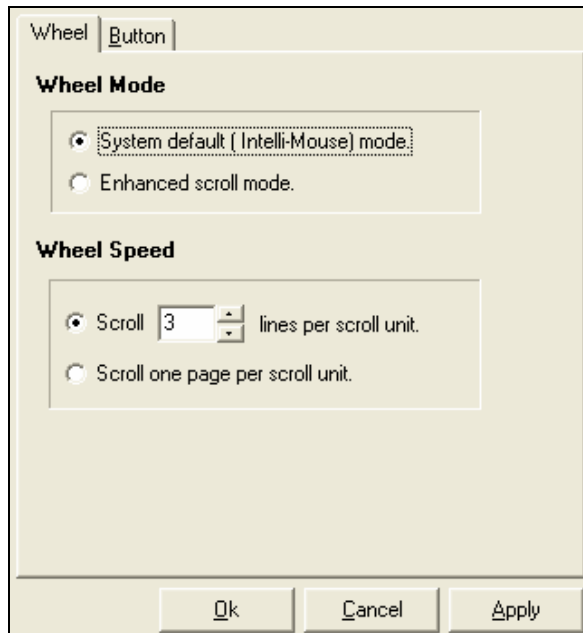 Wheel Button
Wheel Mode
System default ( Intelli-Mouse) mode.
Enhanced scroll mode.
Wheel Speed
Scroll 3 lines per scroll unit.
Scroll one page per scroll unit.
Ok Cancel Apply